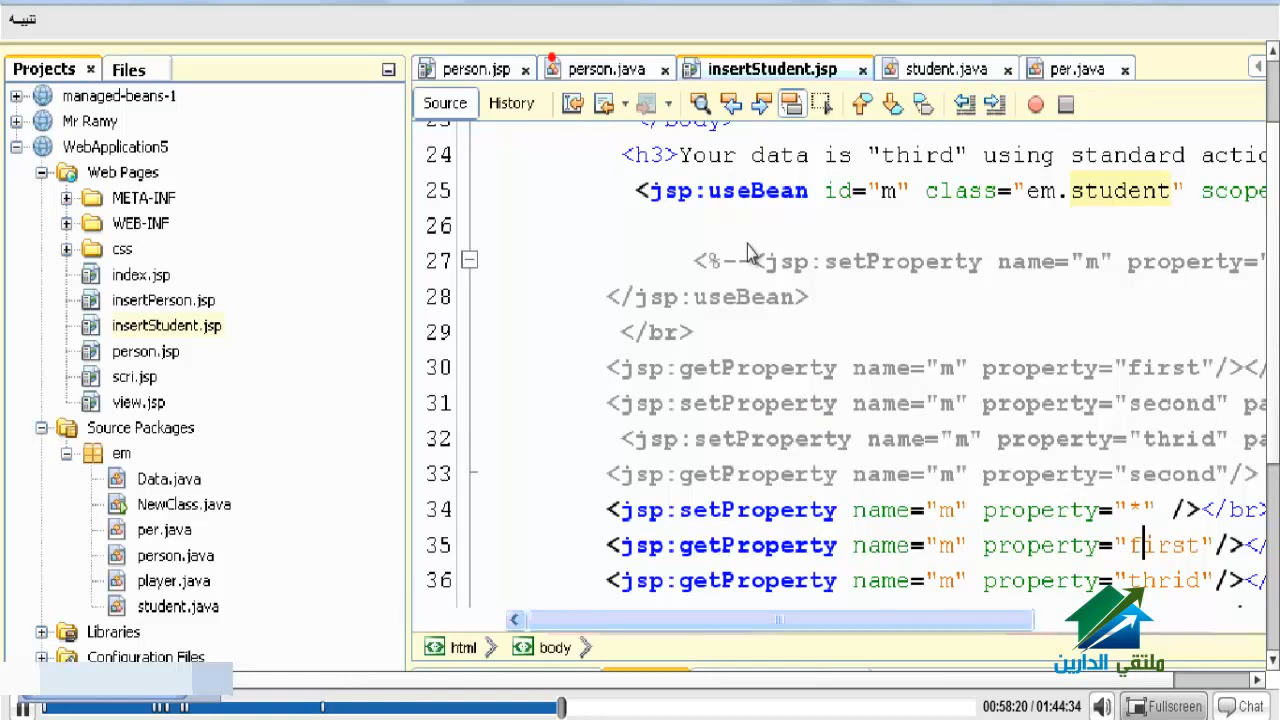 تنبيه
Projects × Files
person.jsp × person.java × insertStudent.jsp × student.java × per.java ×
Source History
managed-beans-1
Mr Ramy
WebApplication5
Web Pages
META-INF
WEB-INF
css
index.jsp
insertPerson.jsp
insertStudent.jsp
person.jsp
scri.jsp
view.jsp
Source Packages
em
Data.java
NewClass.java
per.java
person.java
player.java
student.java
Libraries
Configuration Files
23 </body>
24 <h3>Your data is "third" using standard actio
25 <jsp:useBean id="m" class="em.student" scope
26
27 <%--<jsp:setProperty name="m" property="
28 </jsp:useBean>
29 </br>
30 <jsp:getProperty name="m" property="first"/></
31 <jsp:setProperty name="m" property="second" pa
32 <jsp:setProperty name="m" property="thrid" pa
33 <jsp:getProperty name="m" property="second"/>
34 <jsp:setProperty name="m" property="*" /></br>
35 <jsp:getProperty name="m" property="first"/></
36 <jsp:getProperty name="m" property="thrid"/></
html body
ملتقي الدارين
00:58:20 / 01:44:34 Fullscreen Chat